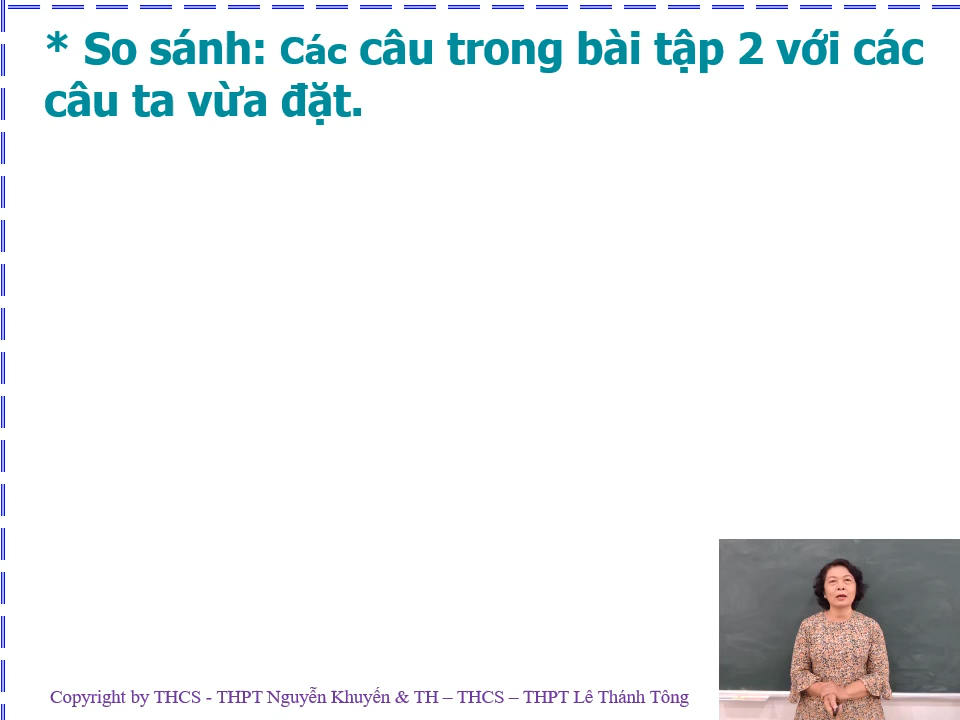 * So sánh: Các câu trong bài tập 2 với các
câu ta vừa đặt.
Copyright by THCS - THPT Nguyễn Khuyến & TH – THCS – THPT Lê Thánh Tông